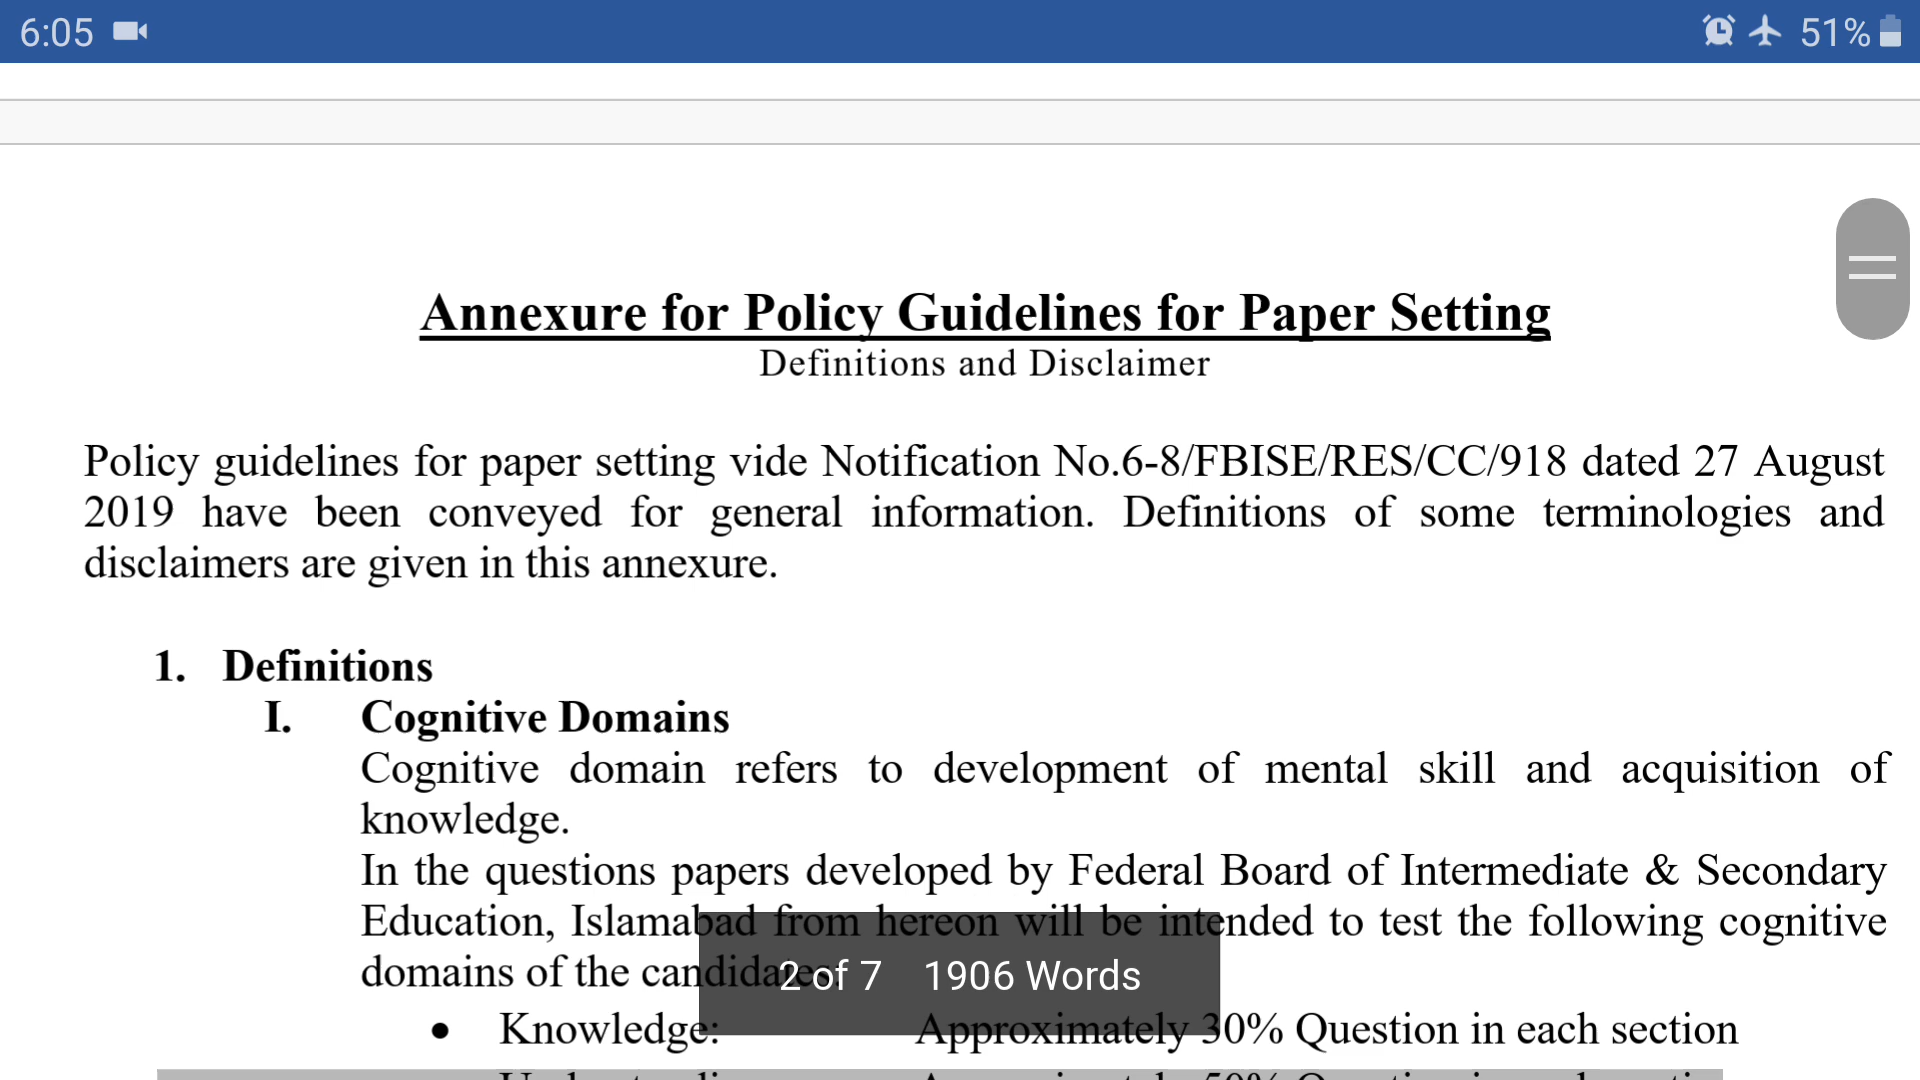 6:05 51%
Annexure for Policy Guidelines for Paper Setting
Definitions and Disclaimer
Policy guidelines for paper setting vide Notification No.6-8/FBISE/RES/CC/918 dated 27 August
2019 have been conveyed for general information. Definitions of some terminologies and
disclaimers are given in this annexure.
1. Definitions
I. Cognitive Domains
Cognitive domain refers to development of mental skill and acquisition of
knowledge.
In the questions papers developed by Federal Board of Intermediate & Secondary
Education, Islamabad from hereon will be intended to test the following cognitive
domains of the candidates:
2 of 7 1906 Words
• Knowledge: Approximately 30% Question in each section